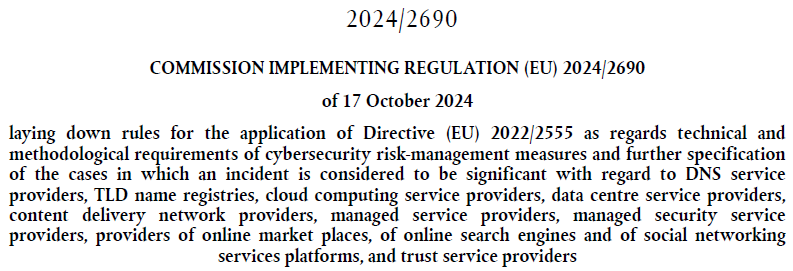 2024/2690
COMMISSION IMPLEMENTING REGULATION (EU) 2024/2690
of 17 October 2024
laying down rules for the application of Directive (EU) 2022/2555 as regards technical and
methodological requirements of cybersecurity risk-management measures and further specification
of the cases in which an incident is considered to be significant with regard to DNS service
providers, TLD name registries, cloud computing service providers, data centre service providers,
content delivery network providers, managed service providers, managed security service
providers, providers of online market places, of online search engines and of social networking
services platforms, and trust service providers